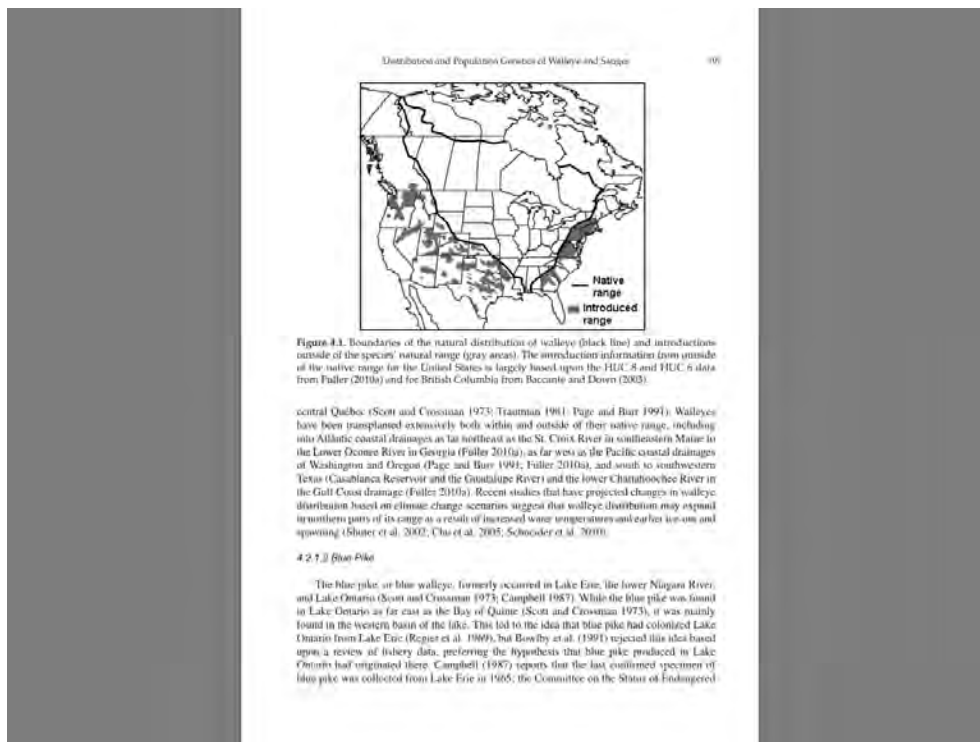 Distribution and Population Genetics of Walleye and Sauger
Native
range
Introduced
range
Figure 4.1. Boundaries of the natural distribution of walleye (black line) and introductions
outside of the species' natural range (gray areas). The introduction information from outside
of the native range for the United States is largely based upon the HUC 8 and HUC 6 data
from Fuller (2010a) and for British Columbia from Baccante and Down (2003).
central Québec (Scott and Crossman 1973; Trautman 1981; Page and Burr 1991). Walleyes
have been transplanted extensively both within and outside of their native range, including
into Atlantic coastal drainages as far northeast as the St. Croix River in southeastern Maine to
the Lower Oconee River in Georgia (Fuller 2010a), as far west as the Pacific coastal drainages
of Washington and Oregon (Page and Burr 1991; Fuller 2010a), and south to southwestern
Texas (Casablanca Reservoir and the Guadalupe River) and the lower Chattahoochee River in
the Gulf Coast drainage (Fuller 2010a). Recent studies that have projected changes in walleye
distribution based on climate change scenarios suggest that walleye distribution may expand
in northern parts of its range as a result of increased water temperatures and earlier ice-out and
spawning (Shuter et al. 2002; Chu et al. 2005; Schneider et al. 2010).
4.2.1.2 Blue Pike
The blue pike, or blue walleye, formerly occurred in Lake Erie, the lower Niagara River,
and Lake Ontario (Scott and Crossman 1973; Campbell 1987). While the blue pike was found
in Lake Ontario as far east as the Bay of Quinte (Scott and Crossman 1973), it was mainly
found in the western basin of the lake. This led to the idea that blue pike had colonized Lake
Ontario from Lake Erie (Regier et al. 1969), but Bowlby et al. (1991) rejected this idea based
upon a review of fishery data, preferring the hypothesis that blue pike produced in Lake
Ontario had originated there. Campbell (1987) reports that the last confirmed specimen of
blue pike was collected from Lake Erie in 1965; the Committee on the Status of Endangered